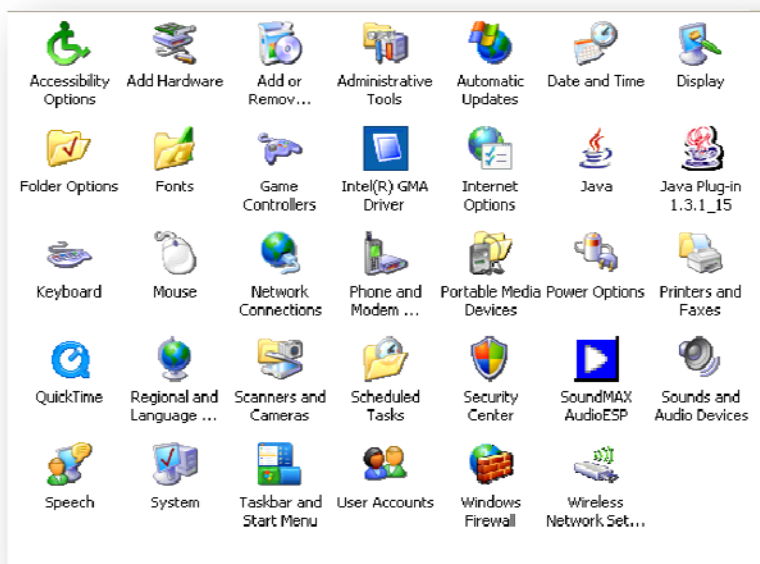 Accessibility Options
Add Hardware
Add or Remov...
Administrative Tools
Automatic Updates
Date and Time
Display
Folder Options
Fonts
Game Controllers
Intel(R) GMA Driver
Internet Options
Java
Java Plug-in 1.3.1_15
Keyboard
Mouse
Network Connections
Phone and Modem ...
Portable Media Devices
Power Options
Printers and Faxes
QuickTime
Regional and Language ...
Scanners and Cameras
Scheduled Tasks
Security Center
SoundMAX AudioESP
Sounds and Audio Devices
Speech
System
Taskbar and Start Menu
User Accounts
Windows Firewall
Wireless Network Set...